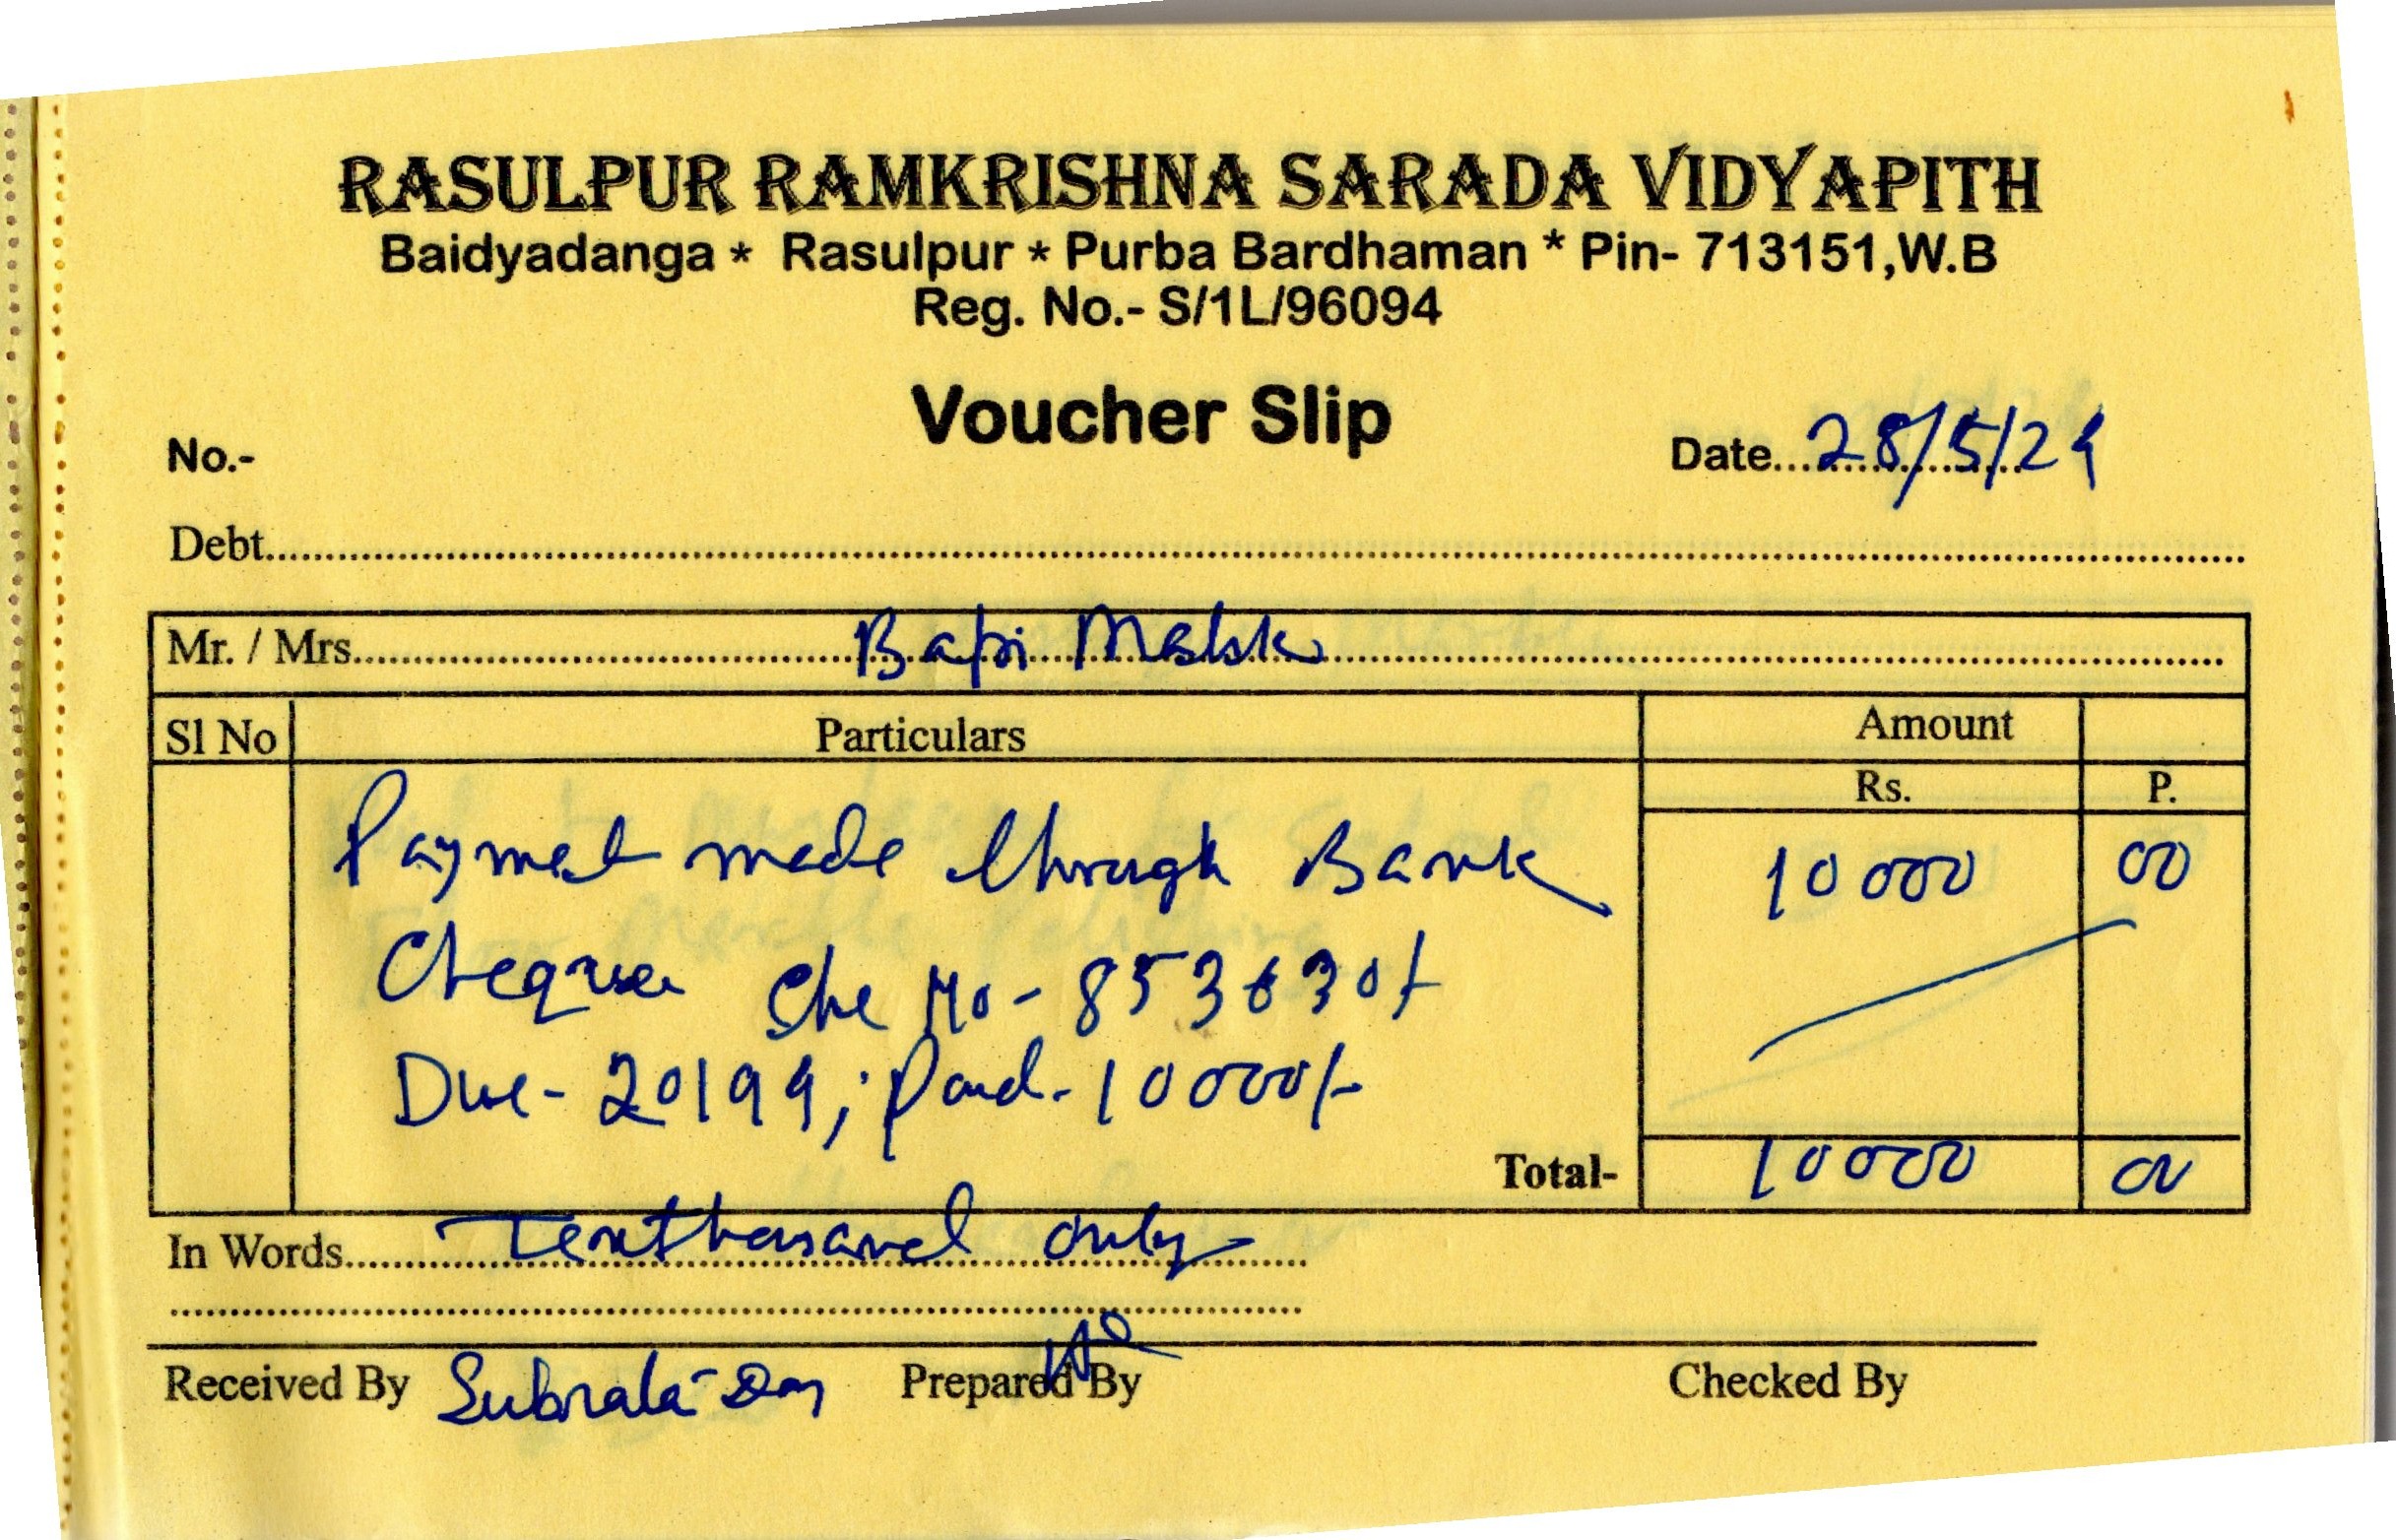 RASULPUR RAMKRISHNA SARADA VIDYAPITH
Baidyadanga * Rasulpur * Purba Bardhaman * Pin- 713151,W.B
Reg. No.- S/1L/96094
Voucher Slip
No.- Date...28/5/24
Debt
Mr. / Mrs. Bapi
Sl No Particulars Amount
Rs. P.
Payment made through Bank 10000 00
Cheque Che No- 853630/-
Due- 20199; Paid- 10000/-
Total- 10000 00
In Words Ten thousand only
Received By Subrata Dey Prepared By Checked By